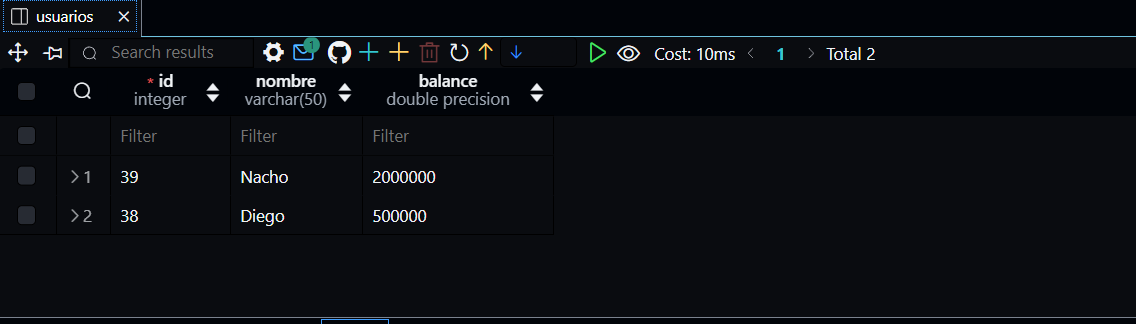 usuarios
Search results 1 Cost: 10ms 1 Total 2
* id nombre balance
integer varchar(50) double precision
Filter Filter Filter
1 39 Nacho 2000000
2 38 Diego 500000